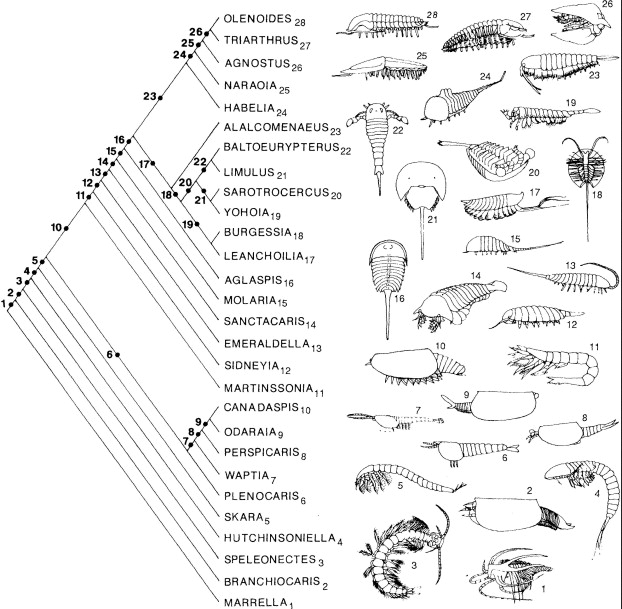 OLENOIDES 28
TRIARTHRUS 27
AGNOSTUS 26
NARAOIA 25
HABELIA 24
ALALCOMENAEUS 23
BALTOEURYPTERUS 22
LIMULUS 21
SAROTROCERCUS 20
YOHOIA 19
BURGESSIA 18
LEANCHOILIA 17
AGLASPIS 16
MOLARIA 15
SANCTACARIS 14
EMERALDELLA 13
SIDNEYIA 12
MARTINSSONIA 11
CANADASPIS 10
ODARAIA 9
PERSPICARIS 8
WAPTIA 7
PLENOCARIS 6
SKARA 5
HUTCHINSONIELLA 4
SPELEONECTES 3
BRANCHIOCARIS 2
MARRELLA 1
26
25
24
23
16
15
14
13
12
11
10
17
18
20
22
21
19
5
4
3
2
1
6
9
8
7
28
27
26
25
24
23
22
19
20
21
18
17
15
16
14
13
12
10
11
9
7
8
6
5
4
2
3
1